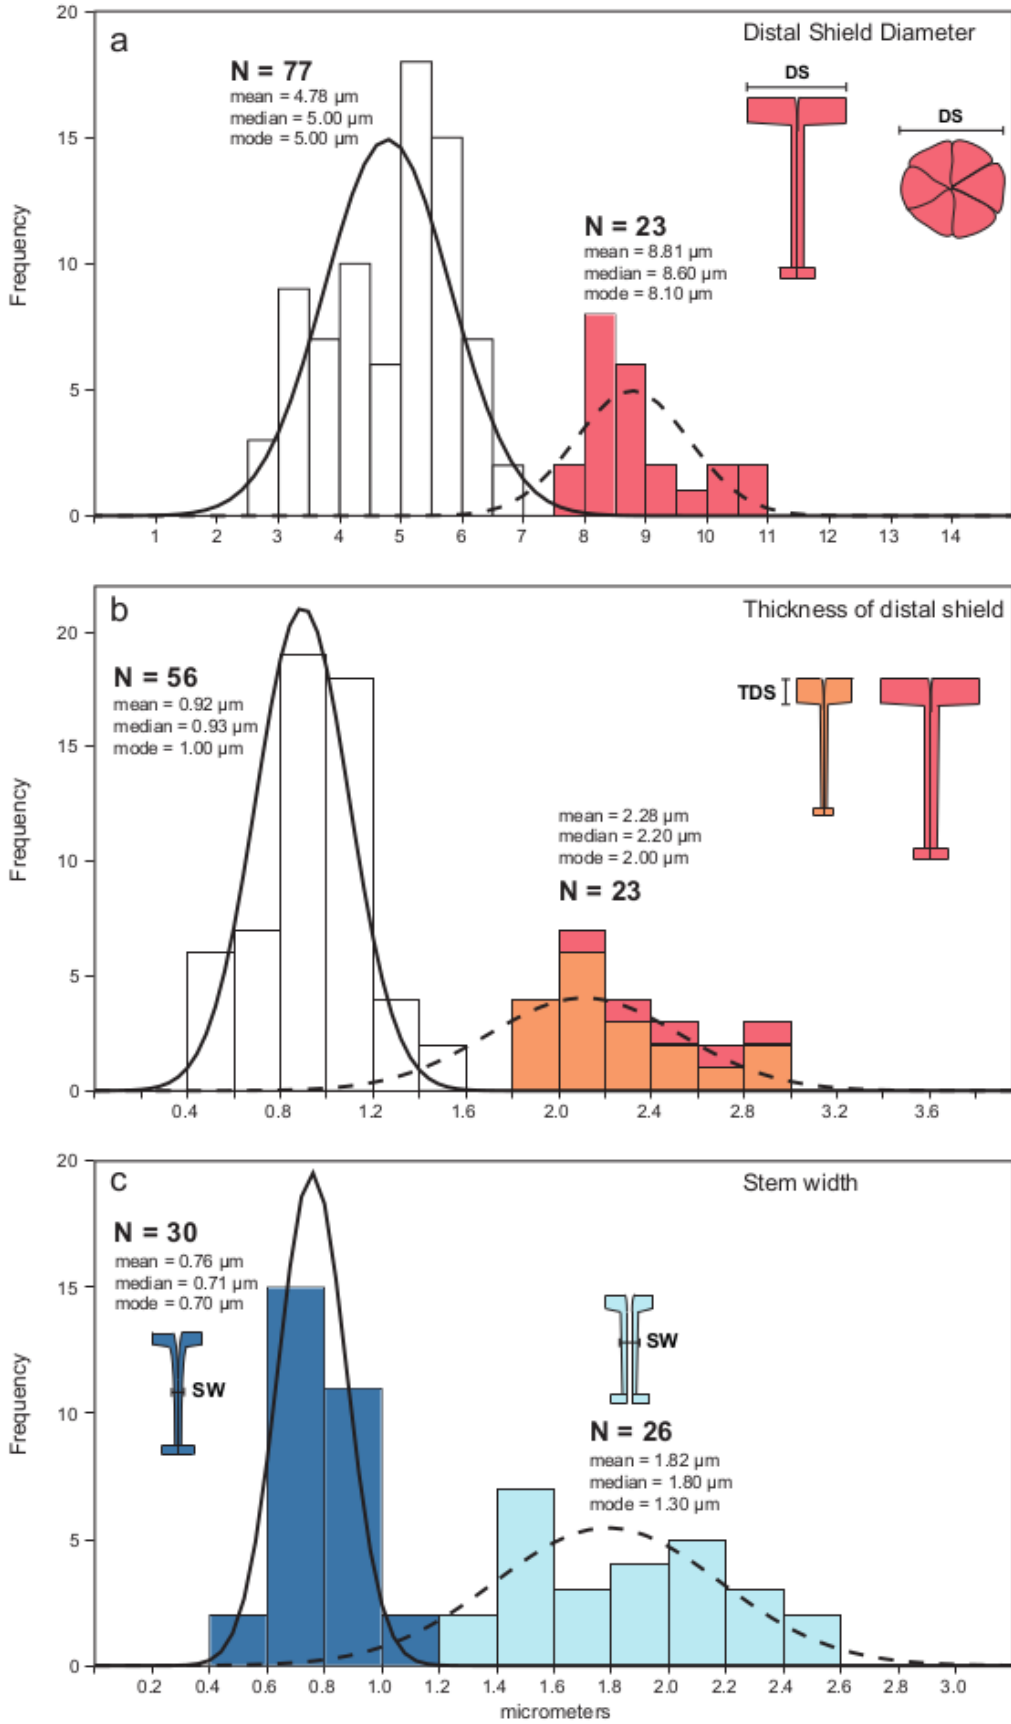 a
Distal Shield Diameter
N = 77
mean = 4.78 µm
median = 5.00 µm
mode = 5.00 µm
DS
DS
N = 23
mean = 8.81 µm
median = 8.60 µm
mode = 8.10 µm
Frequency
20
15
10
5
0
1 2 3 4 5 6 7 8 9 10 11 12 13 14
b
Thickness of distal shield
N = 56
mean = 0.92 µm
median = 0.93 µm
mode = 1.00 µm
TDS
mean = 2.28 µm
median = 2.20 µm
mode = 2.00 µm
N = 23
Frequency
20
15
10
5
0
0.4 0.8 1.2 1.6 2.0 2.4 2.8 3.2 3.6
c
Stem width
N = 30
mean = 0.76 µm
median = 0.71 µm
mode = 0.70 µm
SW
SW
N = 26
mean = 1.82 µm
median = 1.80 µm
mode = 1.30 µm
Frequency
20
15
10
5
0
0.2 0.4 0.6 0.8 1.0 1.2 1.4 1.6 1.8 2.0 2.2 2.4 2.6 2.8 3.0
micrometers